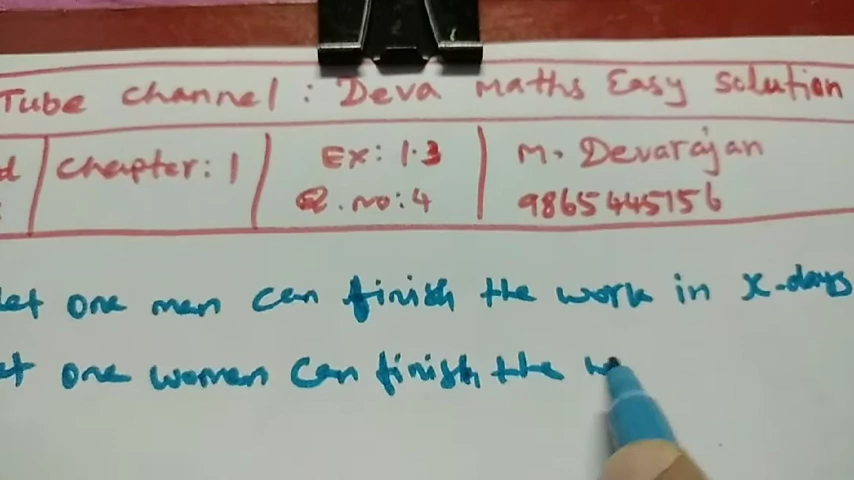 Tube channel : Deva maths Easy solution
chapter: 1
Ex: 1.3
Q.no: 4
M. Devarajan
9865445156
let one man can finish the work in x-days
one women can finish the w